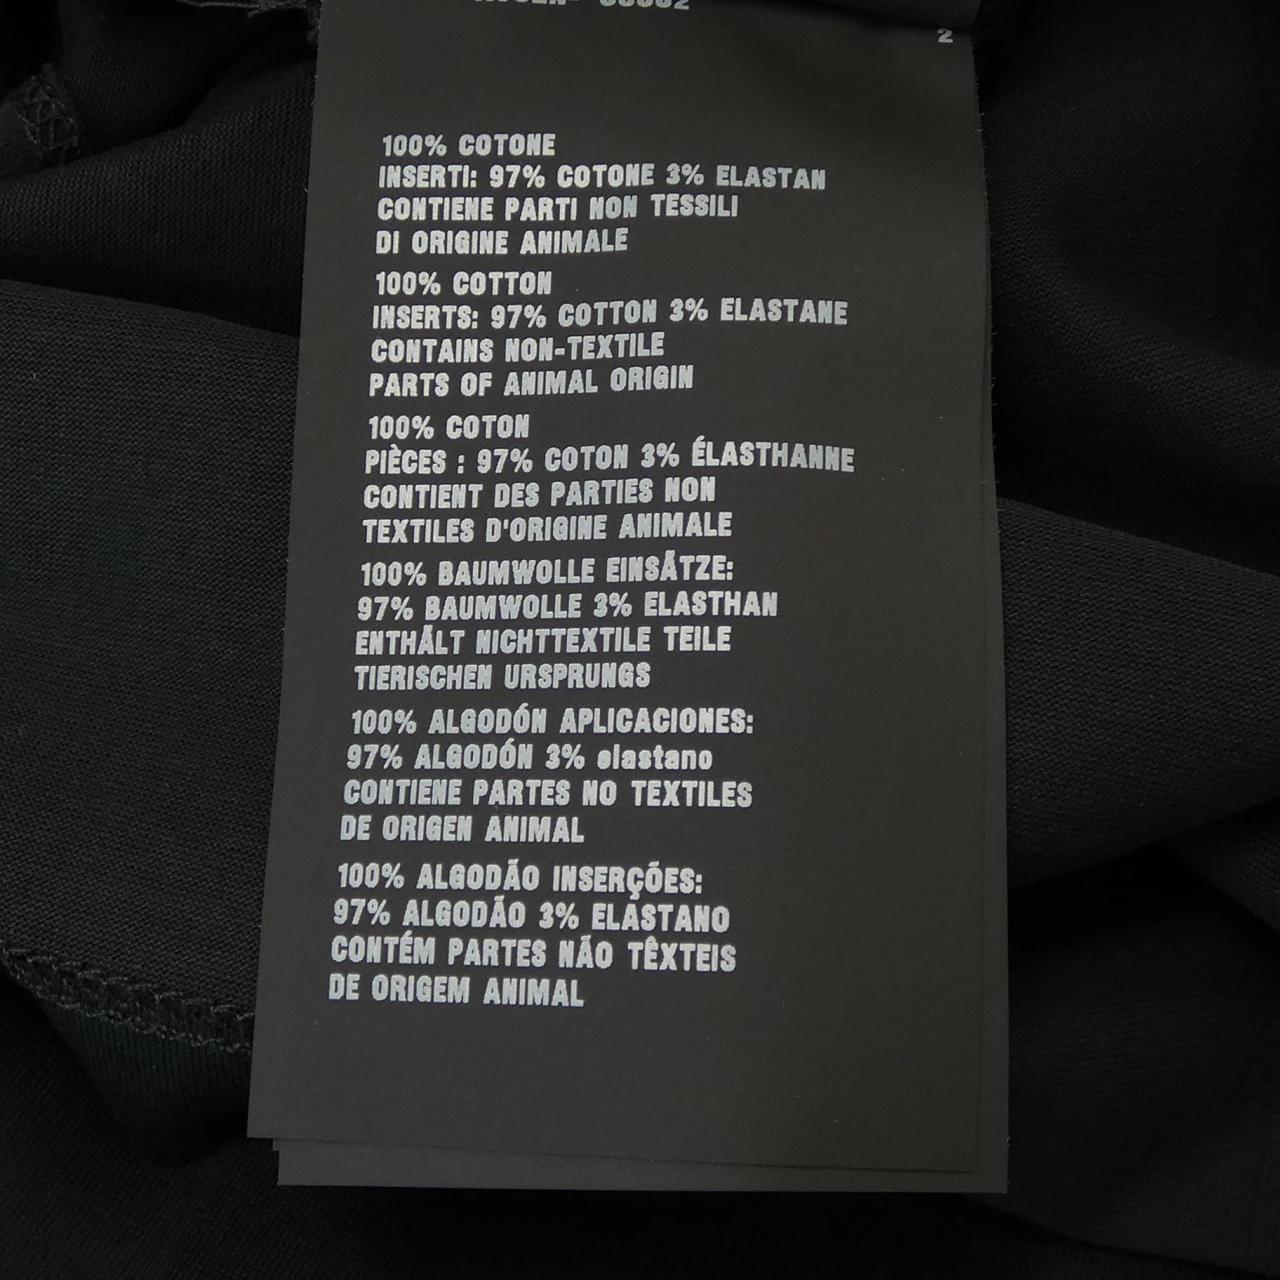 2
100% COTONE
INSERTI: 97% COTONE 3% ELASTAN
CONTIENE PARTI NON TESSILI
DI ORIGINE ANIMALE
100% COTTON
INSERTS: 97% COTTON 3% ELASTANE
CONTAINS NON-TEXTILE
PARTS OF ANIMAL ORIGIN
100% COTON
PIÈCES : 97% COTON 3% ÉLASTHANNE
CONTIENT DES PARTIES NON
TEXTILES D'ORIGINE ANIMALE
100% BAUMWOLLE EINSÄTZE:
97% BAUMWOLLE 3% ELASTHAN
ENTHÄLT NICHTTEXTILE TEILE
TIERISCHEN URSPRUNGS
100% ALGODÓN APLICACIONES:
97% ALGODÓN 3% elastano
CONTIENE PARTES NO TEXTILES
DE ORIGEN ANIMAL
100% ALGODÃO INSERÇÕES:
97% ALGODÃO 3% ELASTANO
CONTÉM PARTES NÃO TÊXTEIS
DE ORIGEM ANIMAL